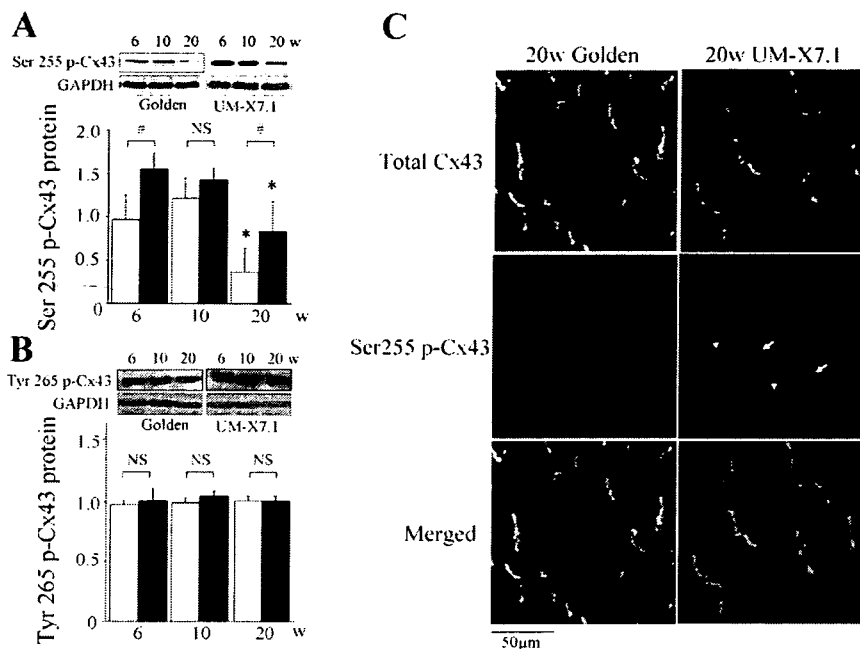 A
6 10 20 6 10 20 w
Ser 255 p-Cx43
GAPDH
Golden UM-X7.1
Ser 255 p-Cx43 protein
2.0
1.5
1.0
0.5
0
# NS #
* *
6 10 20 w
B
6 10 20 6 10 20 w
Tyr 265 p-Cx43
GAPDH
Golden UM-X7.1
Tyr 265 p-Cx43 protein
1.5
1.0
0.5
0
NS NS NS
6 10 20 w
C
20w Golden 20w UM-X7.1
Total Cx43
Ser255 p-Cx43
Merged
50μm